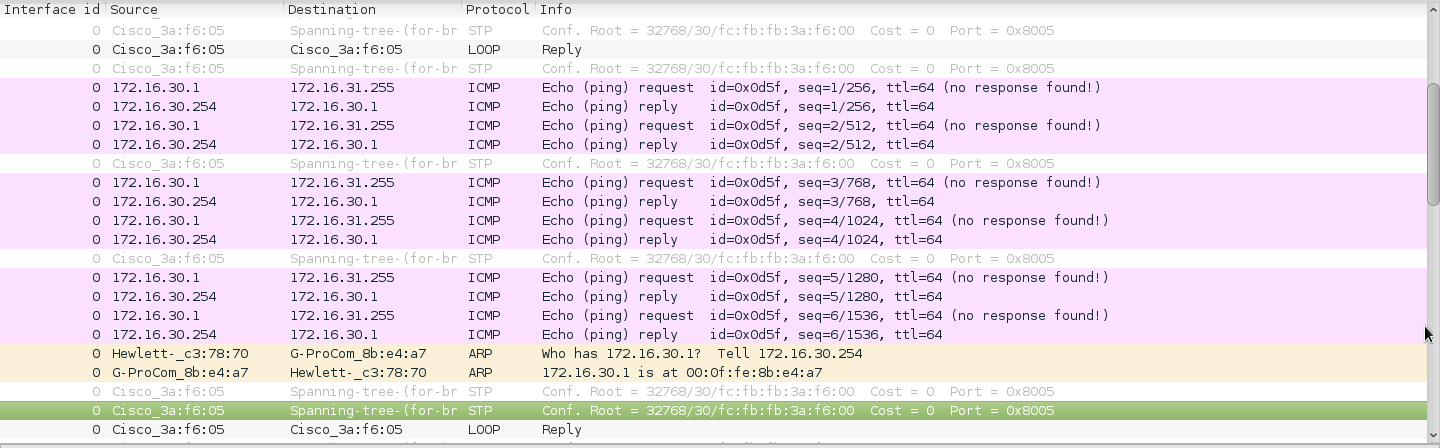 Interface id Source Destination Protocol Info
0 Cisco_3a:f6:05 Spanning-tree-(for-br STP Conf. Root = 32768/30/fc:fb:fb:3a:f6:00 Cost = 0 Port = 0x8005
0 Cisco_3a:f6:05 Cisco_3a:f6:05 LOOP Reply
0 Cisco_3a:f6:05 Spanning-tree-(for-br STP Conf. Root = 32768/30/fc:fb:fb:3a:f6:00 Cost = 0 Port = 0x8005
0 172.16.30.1 172.16.31.255 ICMP Echo (ping) request id=0x0d5f, seq=1/256, ttl=64 (no response found!)
0 172.16.30.254 172.16.30.1 ICMP Echo (ping) reply id=0x0d5f, seq=1/256, ttl=64
0 172.16.30.1 172.16.31.255 ICMP Echo (ping) request id=0x0d5f, seq=2/512, ttl=64 (no response found!)
0 172.16.30.254 172.16.30.1 ICMP Echo (ping) reply id=0x0d5f, seq=2/512, ttl=64
0 Cisco_3a:f6:05 Spanning-tree-(for-br STP Conf. Root = 32768/30/fc:fb:fb:3a:f6:00 Cost = 0 Port = 0x8005
0 172.16.30.1 172.16.31.255 ICMP Echo (ping) request id=0x0d5f, seq=3/768, ttl=64 (no response found!)
0 172.16.30.254 172.16.30.1 ICMP Echo (ping) reply id=0x0d5f, seq=3/768, ttl=64
0 172.16.30.1 172.16.31.255 ICMP Echo (ping) request id=0x0d5f, seq=4/1024, ttl=64 (no response found!)
0 172.16.30.254 172.16.30.1 ICMP Echo (ping) reply id=0x0d5f, seq=4/1024, ttl=64
0 Cisco_3a:f6:05 Spanning-tree-(for-br STP Conf. Root = 32768/30/fc:fb:fb:3a:f6:00 Cost = 0 Port = 0x8005
0 172.16.30.1 172.16.31.255 ICMP Echo (ping) request id=0x0d5f, seq=5/1280, ttl=64 (no response found!)
0 172.16.30.254 172.16.30.1 ICMP Echo (ping) reply id=0x0d5f, seq=5/1280, ttl=64
0 172.16.30.1 172.16.31.255 ICMP Echo (ping) request id=0x0d5f, seq=6/1536, ttl=64 (no response found!)
0 172.16.30.254 172.16.30.1 ICMP Echo (ping) reply id=0x0d5f, seq=6/1536, ttl=64
0 Hewlett-_c3:78:70 G-ProCom_8b:e4:a7 ARP Who has 172.16.30.1? Tell 172.16.30.254
0 G-ProCom_8b:e4:a7 Hewlett-_c3:78:70 ARP 172.16.30.1 is at 00:0f:fe:8b:e4:a7
0 Cisco_3a:f6:05 Spanning-tree-(for-br STP Conf. Root = 32768/30/fc:fb:fb:3a:f6:00 Cost = 0 Port = 0x8005
0 Cisco_3a:f6:05 Spanning-tree-(for-br STP Conf. Root = 32768/30/fc:fb:fb:3a:f6:00 Cost = 0 Port = 0x8005
0 Cisco_3a:f6:05 Cisco_3a:f6:05 LOOP Reply